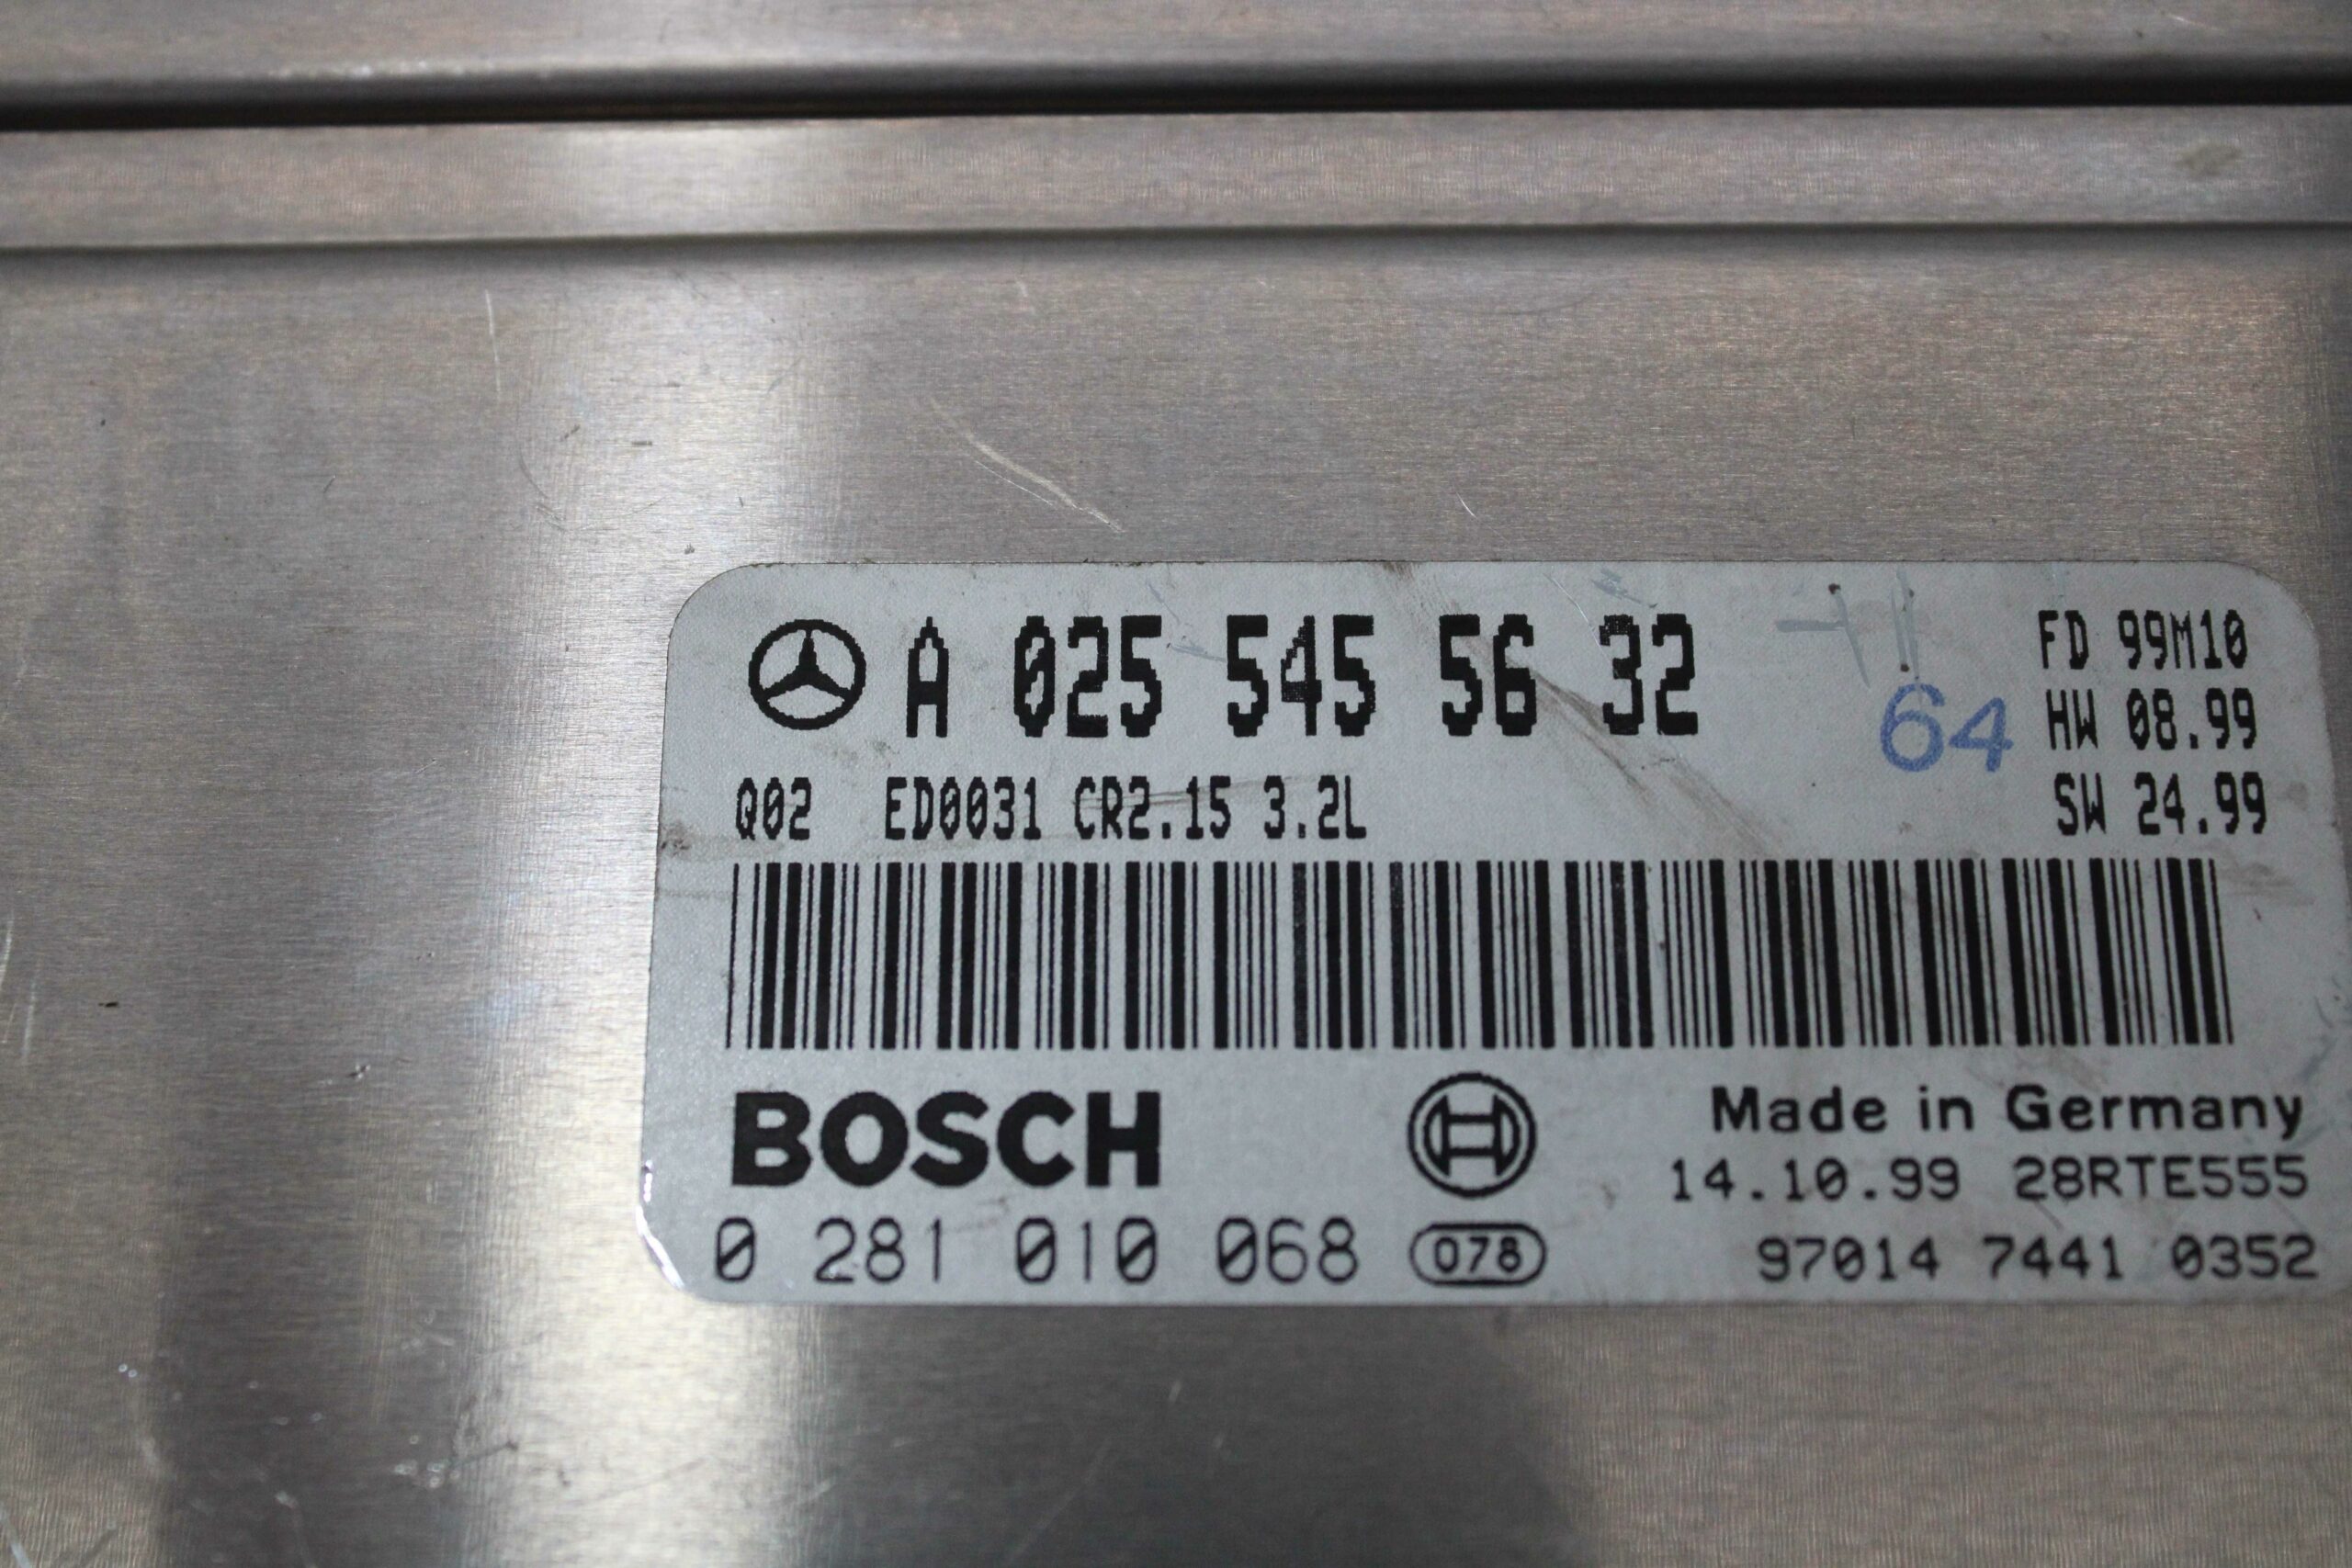 A 025 545 56 32
FD 99M10
64
HW 08.99
Q02 ED0031 CR2.15 3.2L
SW 24.99
BOSCH
Made in Germany
14.10.99 28RTE555
0 281 010 068
078
97014 7441 0352